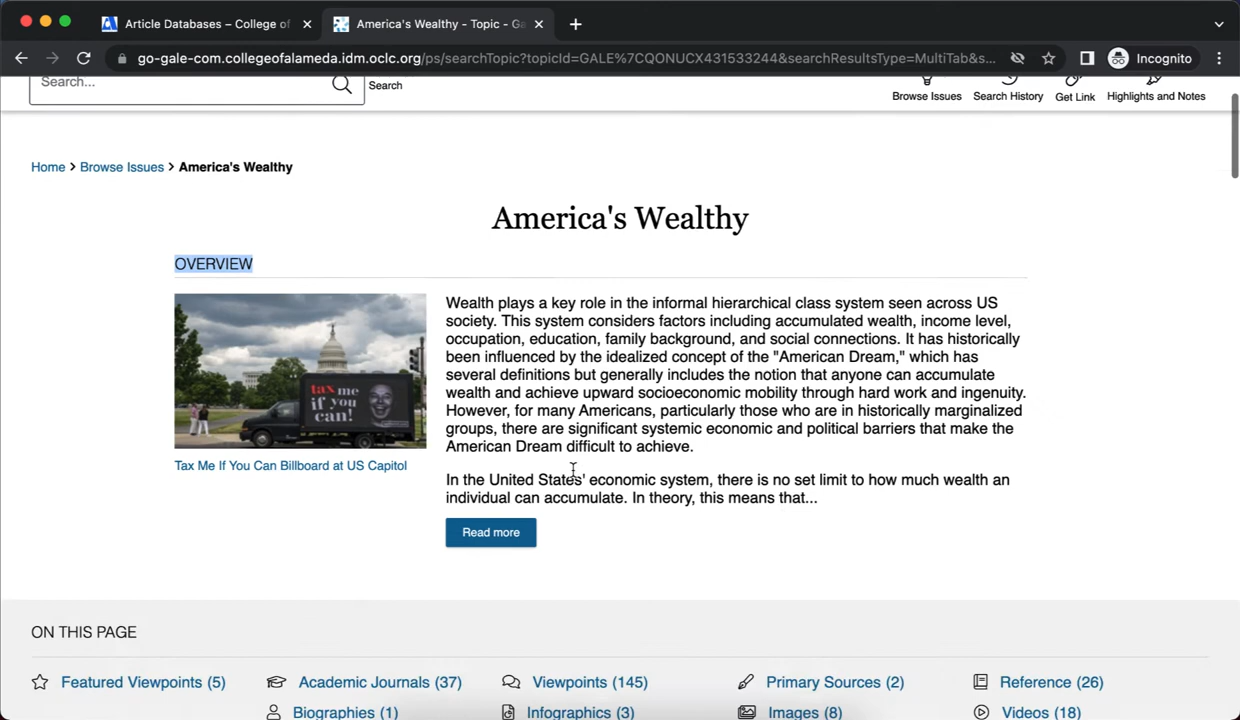 Article Databases – College of
America's Wealthy - Topic - Ga
go-gale-com.collegeofalameda.idm.oclc.org/ps/searchTopic?topicId=GALE%7CQONUCX431533244&searchResultsType=MultiTab&s...
Incognito
Search...
Search
Browse Issues
Search History
Get Link
Highlights and Notes
Home > Browse Issues > America's Wealthy
America's Wealthy
OVERVIEW
tax me
if you
can!
Tax Me If You Can Billboard at US Capitol
Wealth plays a key role in the informal hierarchical class system seen across US
society. This system considers factors including accumulated wealth, income level,
occupation, education, family background, and social connections. It has historically
been influenced by the idealized concept of the "American Dream," which has
several definitions but generally includes the notion that anyone can accumulate
wealth and achieve upward socioeconomic mobility through hard work and ingenuity.
However, for many Americans, particularly those who are in historically marginalized
groups, there are significant systemic economic and political barriers that make the
American Dream difficult to achieve.
In the United States' economic system, there is no set limit to how much wealth an
individual can accumulate. In theory, this means that...
Read more
ON THIS PAGE
Featured Viewpoints (5)
Academic Journals (37)
Viewpoints (145)
Primary Sources (2)
Reference (26)
Biographies (1)
Infographics (3)
Images (8)
Videos (18)